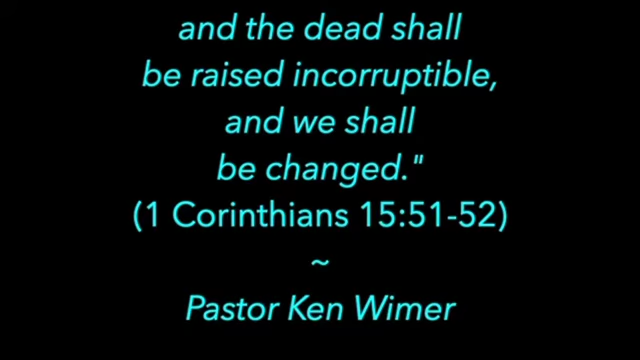 and the dead shall
be raised incorruptible,
and we shall
be changed."
(1 Corinthians 15:51-52)
~
Pastor Ken Wimer